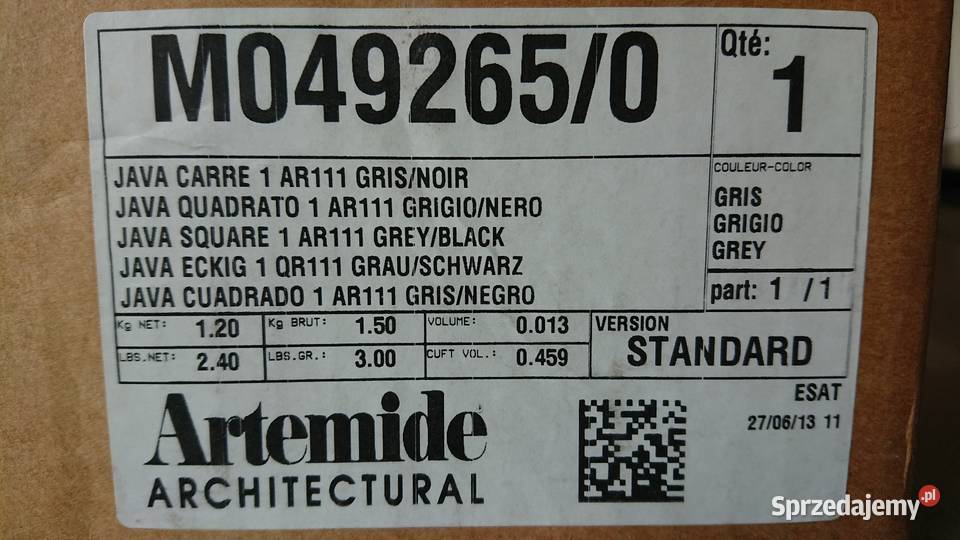 M049265/0
Qté:
1
JAVA CARRE 1 AR111 GRIS/NOIR
JAVA QUADRATO 1 AR111 GRIGIO/NERO
JAVA SQUARE 1 AR111 GREY/BLACK
JAVA ECKIG 1 QR111 GRAU/SCHWARZ
JAVA CUADRADO 1 AR111 GRIS/NEGRO
COULEUR-COLOR
GRIS
GRIGIO
GREY
part: 1 / 1
Kg NET: 1.20
Kg BRUT: 1.50
VOLUME: 0.013
LBS.NET: 2.40
LBS.GR.: 3.00
CUFT VOL.: 0.459
VERSION
STANDARD
Artemide
ARCHITECTURAL
ESAT
27/06/13 11
Sprzedajemy.pl